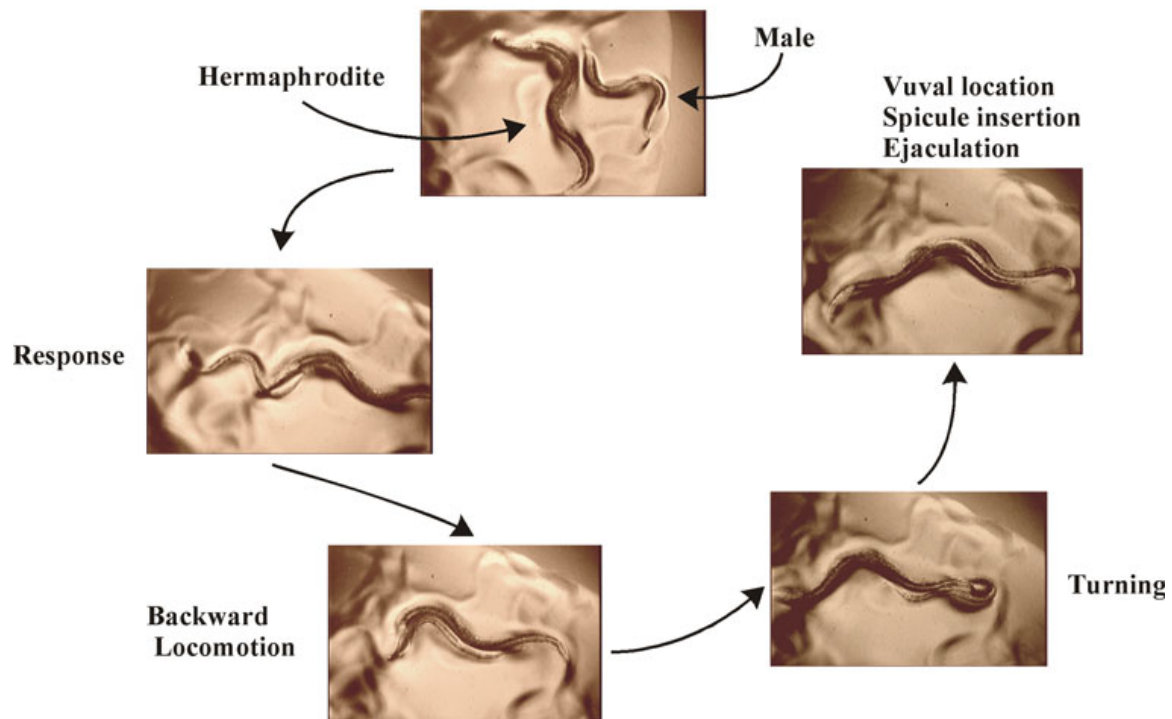 Male
Hermaphrodite
Vuval location
Spicule insertion
Ejaculation
Response
Backward
Locomotion
Turning